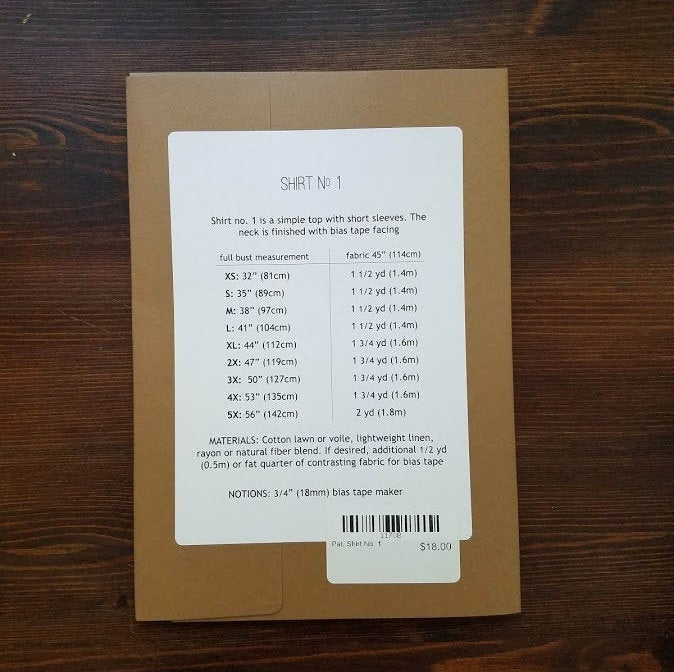 SHIRT Nº 1
Shirt no. 1 is a simple top with short sleeves. The
neck is finished with bias tape facing
full bust measurement fabric 45" (114cm)
XS: 32" (81cm) 1 1/2 yd (1.4m)
S: 35" (89cm) 1 1/2 yd (1.4m)
M: 38" (97cm) 1 1/2 yd (1.4m)
L: 41" (104cm) 1 1/2 yd (1.4m)
XL: 44" (112cm) 1 3/4 yd (1.6m)
2X: 47" (119cm) 1 3/4 yd (1.6m)
3X: 50" (127cm) 1 3/4 yd (1.6m)
4X: 53" (135cm) 1 3/4 yd (1.6m)
5X: 56" (142cm) 2 yd (1.8m)
MATERIALS: Cotton lawn or voile, lightweight linen,
rayon or natural fiber blend. If desired, additional 1/2 yd
(0.5m) or fat quarter of contrasting fabric for bias tape
NOTIONS: 3/4" (18mm) bias tape maker
11708
Pat. Shirt No. 1 $18.00